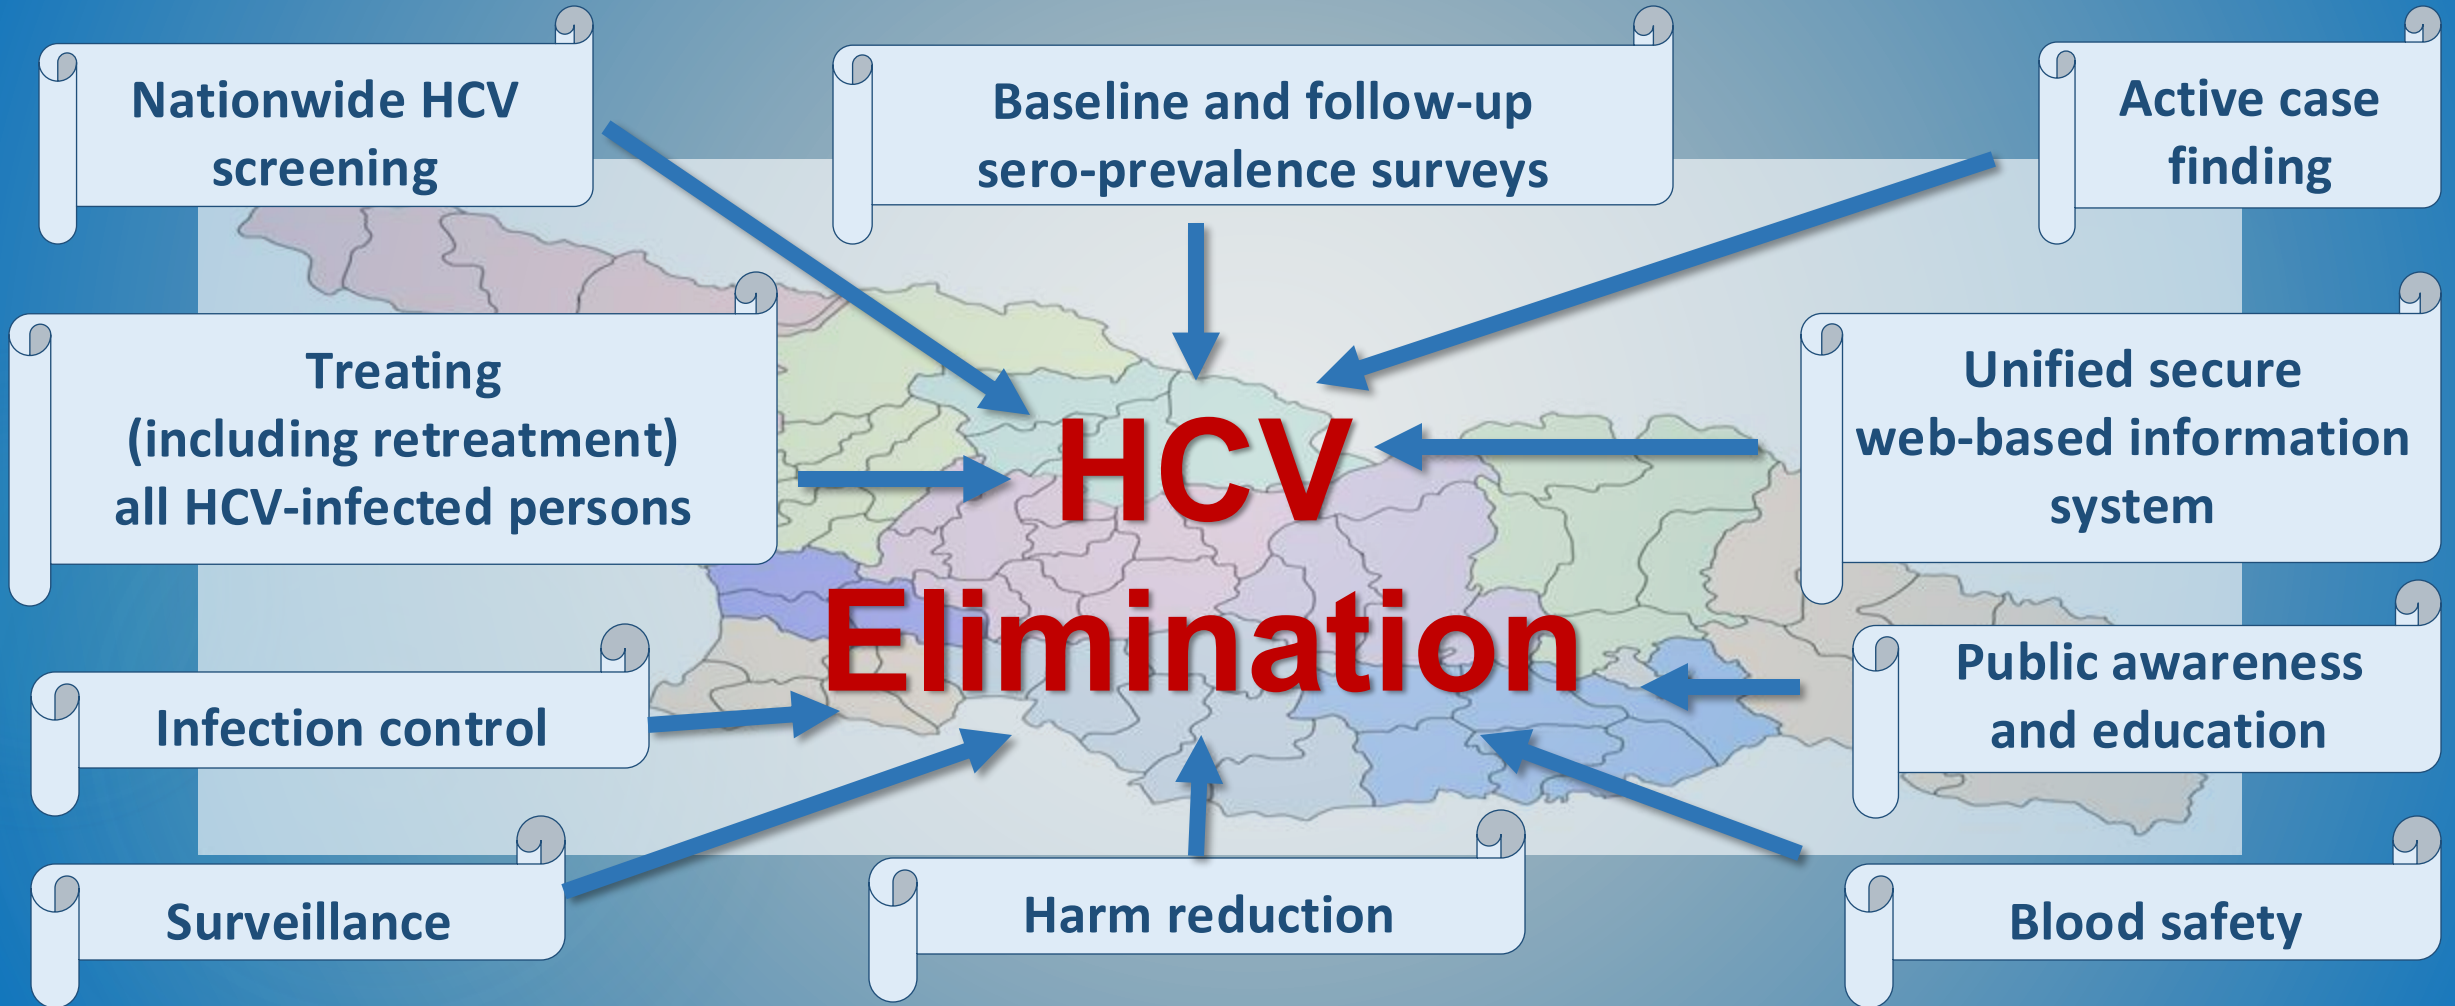 Nationwide HCV
screening
Baseline and follow-up
sero-prevalence surveys
Active case
finding
Treating
(including retreatment)
all HCV-infected persons
Unified secure
web-based information
system
HCV
Elimination
Infection control
Public awareness
and education
Surveillance
Harm reduction
Blood safety